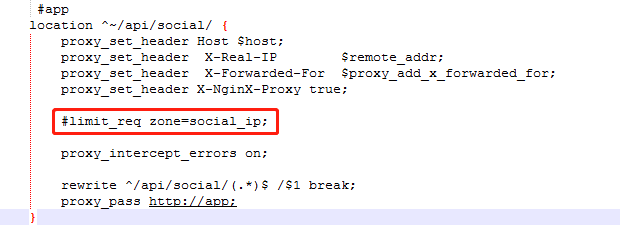 #app
location ^~/api/social/ {
proxy_set_header Host $host;
proxy_set_header  X-Real-IP        $remote_addr;
proxy_set_header  X-Forwarded-For  $proxy_add_x_forwarded_for;
proxy_set_header X-NginX-Proxy true;
#limit_req zone=social_ip;
proxy_intercept_errors on;
rewrite ^/api/social/(.*)$ /$1 break;
proxy_pass http://app;
}